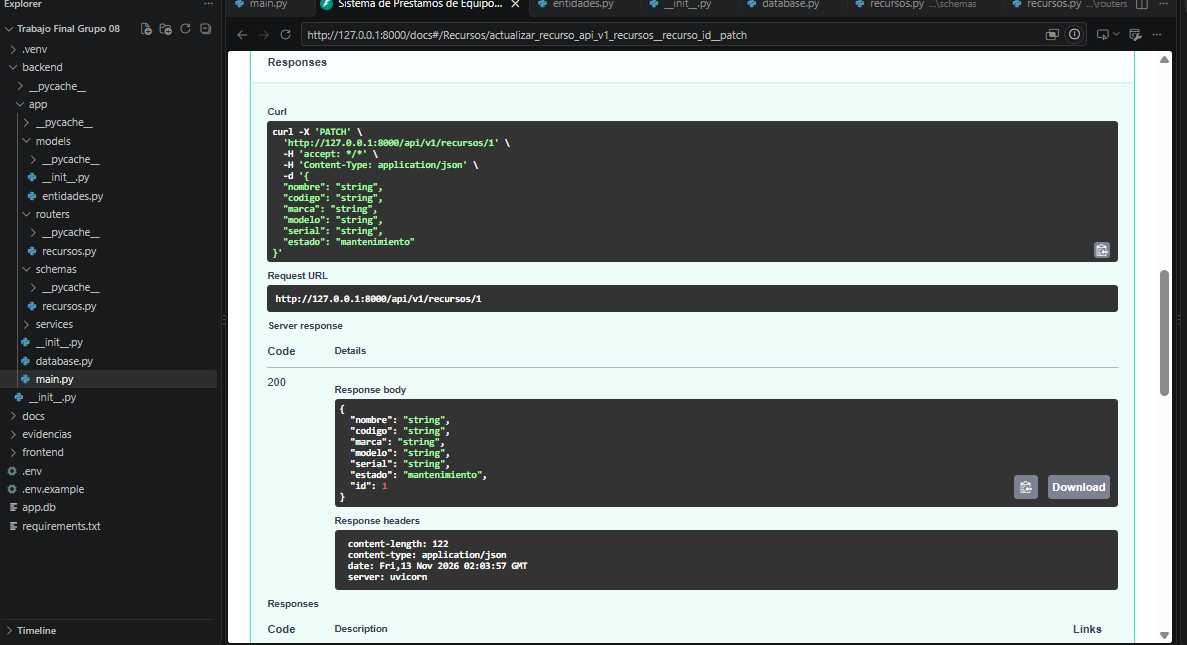 Explorer
Trabajo Final Grupo 08
.venv
backend
__pycache__
app
__pycache__
models
__pycache__
__init__.py
entidades.py
routers
__pycache__
recursos.py
schemas
__pycache__
recursos.py
services
__init__.py
database.py
main.py
__init__.py
docs
evidencias
frontend
.env
.env.example
app.db
requirements.txt
Timeline
main.py
Sistema de Préstamos de Equipo...
entidades.py
__init__.py
database.py
recursos.py ...\schemas
recursos.py ...\routers
http://127.0.0.1:8000/docs#/Recursos/actualizar_recurso_api_v1_recursos__recurso_id__patch
Responses
Curl
curl -X 'PATCH' \
'http://127.0.0.1:8000/api/v1/recursos/1' \
-H 'accept: */*' \
-H 'Content-Type: application/json' \
-d '{
"nombre": "string",
"codigo": "string",
"marca": "string",
"modelo": "string",
"serial": "string",
"estado": "mantenimiento"
}'
Request URL
http://127.0.0.1:8000/api/v1/recursos/1
Server response
Code Details
200
Response body
{
"nombre": "string",
"codigo": "string",
"marca": "string",
"modelo": "string",
"serial": "string",
"estado": "mantenimiento",
"id": 1
}
Download
Response headers
content-length: 122
content-type: application/json
date: Fri,13 Nov 2026 02:03:57 GMT
server: uvicorn
Responses
Code Description Links